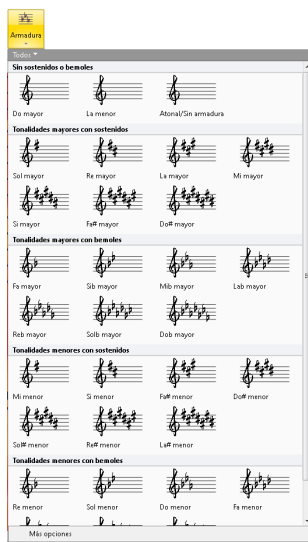 Armadura
Todos
Sin sostenidos o bemoles
Do mayor La menor Atonal/Sin armadura
Tonalidades mayores con sostenidos
Sol mayor Re mayor La mayor Mi mayor
Si mayor Fa# mayor Do# mayor
Tonalidades mayores con bemoles
Fa mayor Sib mayor Mib mayor Lab mayor
Reb mayor Solb mayor Dob mayor
Tonalidades menores con sostenidos
Mi menor Si menor Fa# menor Do# menor
Sol# menor Re# menor La# menor
Tonalidades menores con bemoles
Re menor Sol menor Do menor Fa menor
Más opciones